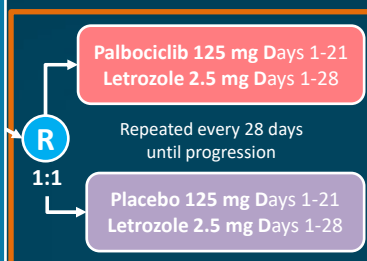 Palbociclib 125 mg Days 1-21
Letrozole 2.5 mg Days 1-28
R
1:1
Repeated every 28 days
until progression
Placebo 125 mg Days 1-21
Letrozole 2.5 mg Days 1-28